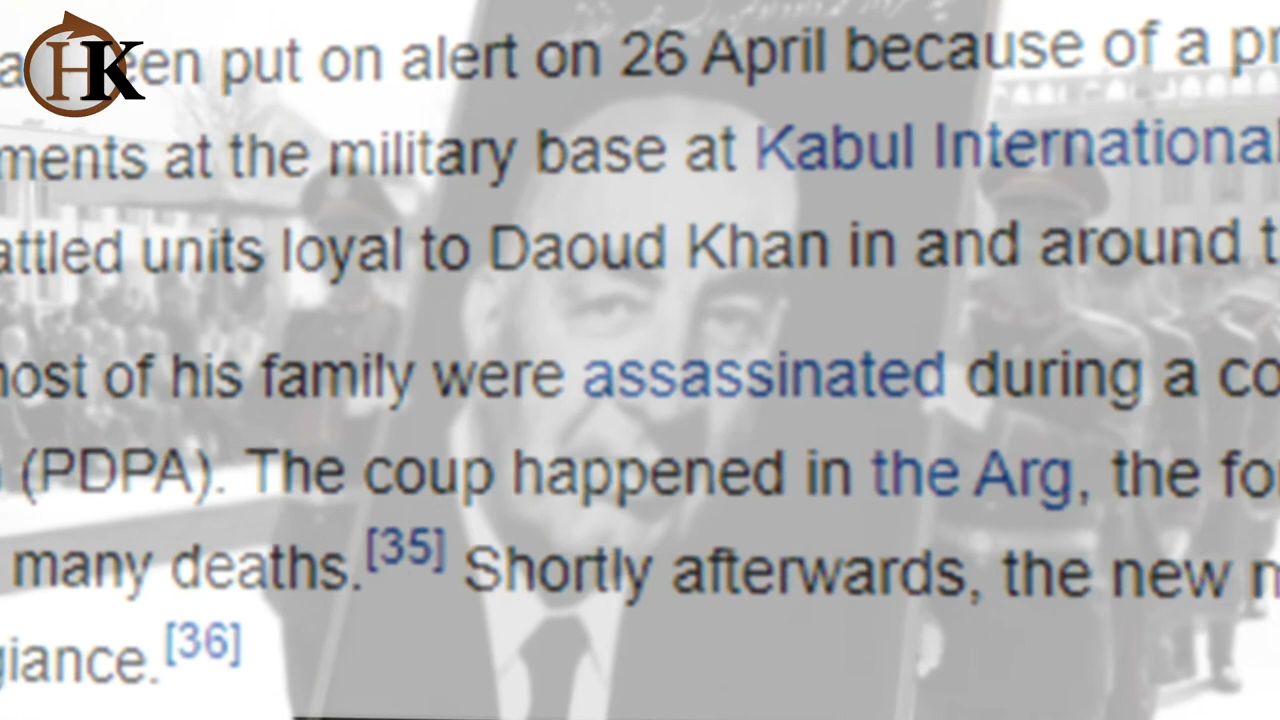 HK
een put on alert on 26 April because of a pr
ments at the military base at Kabul International
attled units loyal to Daoud Khan in and around t
most of his family were assassinated during a co
(PDPA). The coup happened in the Arg, the fo
many deaths.[35] Shortly afterwards, the new m
giance.[36]